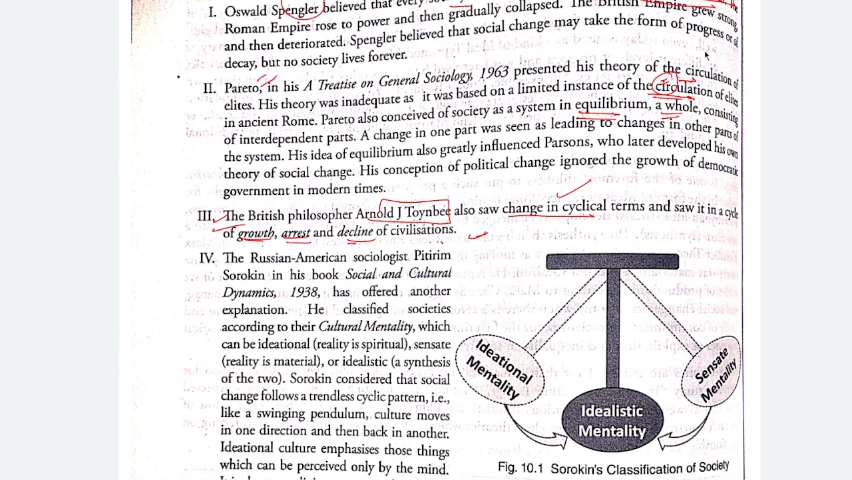 I. Oswald Spengler believed that every
Roman Empire rose to power and then gradually collapsed. The British Empire grew strong
and then deteriorated. Spengler believed that social change may take the form of progress or of
decay, but no society lives forever.
II. Pareto, in his A Treatise on General Sociology, 1963 presented his theory of the circulation of
elites. His theory was inadequate as it was based on a limited instance of the circulation of elites
in ancient Rome. Pareto also conceived of society as a system in equilibrium, a whole, consisting
of interdependent parts. A change in one part was seen as leading to changes in other parts of
the system. His idea of equilibrium also greatly influenced Parsons, who later developed his own
theory of social change. His conception of political change ignored the growth of democratic
government in modern times.
III. The British philosopher Arnold J Toynbee also saw change in cyclical terms and saw it in a cycle
of growth, arrest and decline of civilisations.
IV. The Russian-American sociologist Pitirim
Sorokin in his book Social and Cultural
Dynamics, 1938, has offered another
explanation. He classified societies
according to their Cultural Mentality, which
can be ideational (reality is spiritual), sensate
(reality is material), or idealistic (a synthesis
of the two). Sorokin considered that social
change follows a trendless cyclic pattern, i.e.,
like a swinging pendulum, culture moves
in one direction and then back in another.
Ideational culture emphasises those things
which can be perceived only by the mind.
Ideational
Mentality
Sensate
Mentality
Idealistic
Mentality
Fig. 10.1 Sorokin's Classification of Society